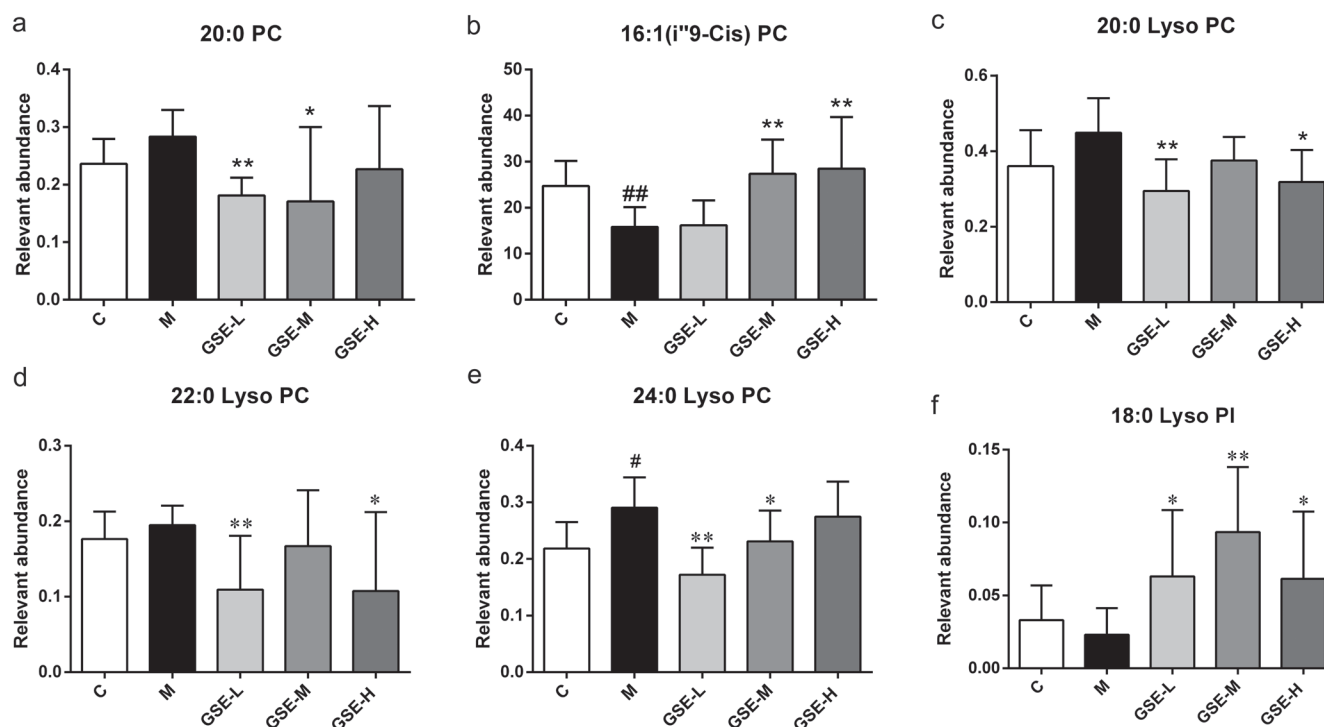 a
20:0 PC
Relevant abundance
0.4
0.3
0.2
0.1
0.0
**
*
C
M
GSE-L
GSE-M
GSE-H
b
16:1(i"9-Cis) PC
Relevant abundance
50
40
30
20
10
0
##
**
**
C
M
GSE-L
GSE-M
GSE-H
c
20:0 Lyso PC
Relevant abundance
0.6
0.4
0.2
0.0
**
*
C
M
GSE-L
GSE-M
GSE-H
d
22:0 Lyso PC
Relevant abundance
0.3
0.2
0.1
0.0
**
*
C
M
GSE-L
GSE-M
GSE-H
e
24:0 Lyso PC
Relevant abundance
0.4
0.3
0.2
0.1
0.0
#
**
*
C
M
GSE-L
GSE-M
GSE-H
f
18:0 Lyso PI
Relevant abundance
0.15
0.10
0.05
0.00
*
**
*
C
M
GSE-L
GSE-M
GSE-H